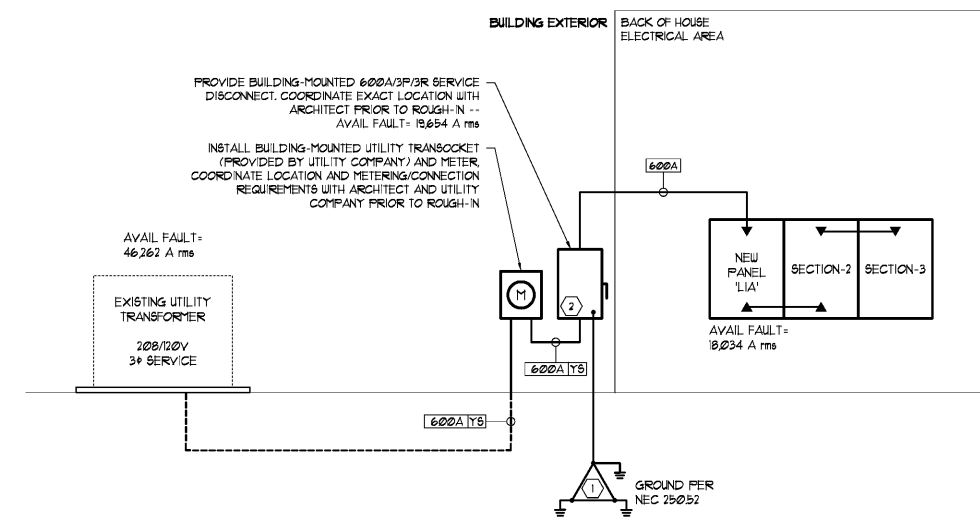 BUILDING EXTERIOR
BACK OF HOUSE
ELECTRICAL AREA
PROVIDE BUILDING-MOUNTED 600A/3P/3R SERVICE
DISCONNECT. COORDINATE EXACT LOCATION WITH
ARCHITECT PRIOR TO ROUGH-IN --
AVAIL FAULT= 19,654 A rms
INSTALL BUILDING-MOUNTED UTILITY TRANSOCKET
(PROVIDED BY UTILITY COMPANY) AND METER,
COORDINATE LOCATION AND METERING/CONNECTION
REQUIREMENTS WITH ARCHITECT AND UTILITY
COMPANY PRIOR TO ROUGH-IN
600A
AVAIL FAULT=
46,262 A rms
EXISTING UTILITY
TRANSFORMER
208/120V
3φ SERVICE
M
2
NEW
PANEL
'L1A'
SECTION-2
SECTION-3
AVAIL FAULT=
18,034 A rms
600A YS
600A YS
1
GROUND PER
NEC 250.52